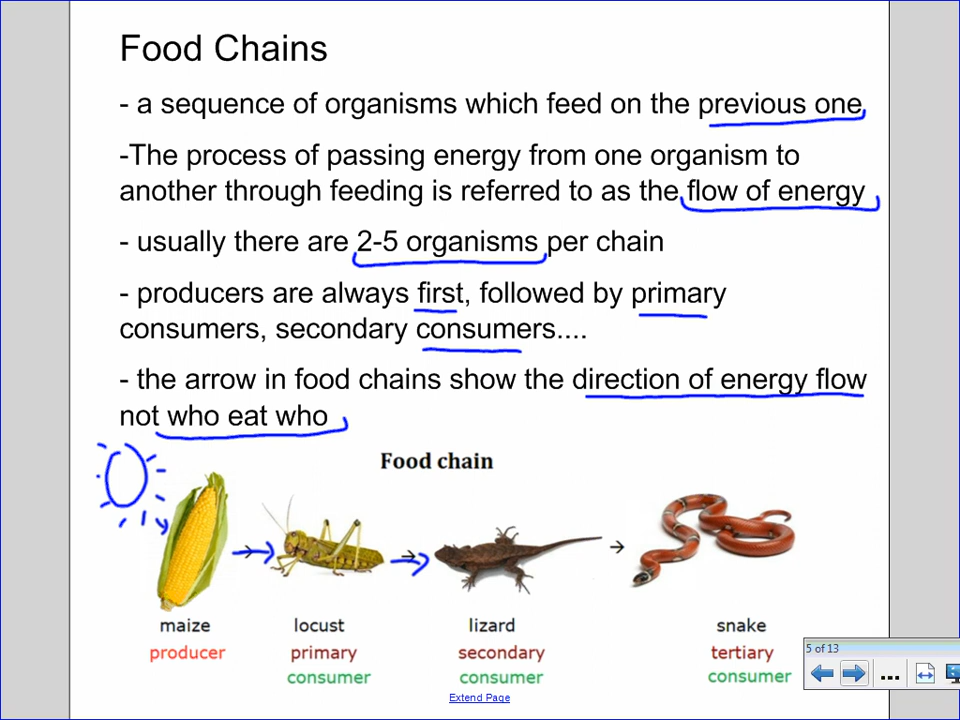 Food Chains
- a sequence of organisms which feed on the previous one
-The process of passing energy from one organism to
another through feeding is referred to as the flow of energy
- usually there are 2-5 organisms per chain
- producers are always first, followed by primary
consumers, secondary consumers....
- the arrow in food chains show the direction of energy flow
not who eat who
Food chain
maize locust lizard snake
producer primary secondary tertiary
consumer consumer consumer
5 of 13
...
Extend Page